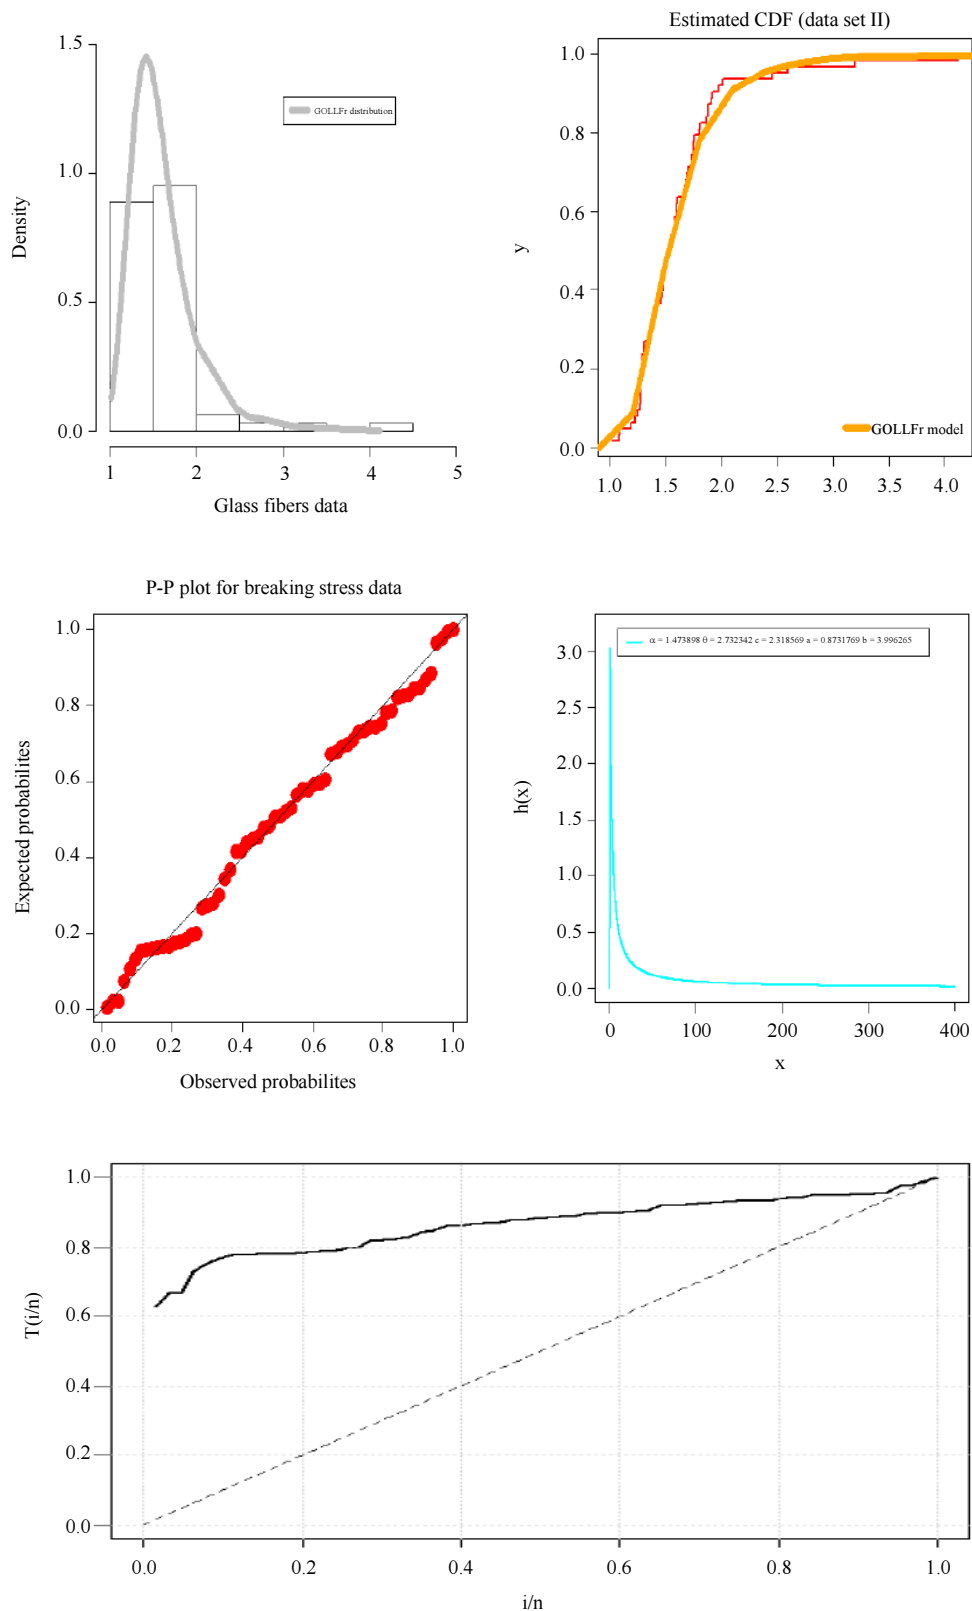 1.5
1.0
0.5
0.0
Density
GOLLFr distribution
1 2 3 4 5
Glass fibers data
Estimated CDF (data set II)
1.0
0.8
0.6
0.4
0.2
0.0
y
GOLLFr model
1.0 1.5 2.0 2.5 3.0 3.5 4.0
P-P plot for breaking stress data
1.0
0.8
0.6
0.4
0.2
0.0
Expected probabilites
0.0 0.2 0.4 0.6 0.8 1.0
Observed probabilites
α = 1.473898 θ = 2.732342 c = 2.318569 a = 0.8731769 b = 3.996265
3.0
2.5
2.0
1.5
1.0
0.5
0.0
h(x)
0 100 200 300 400
x
1.0
0.8
0.6
0.4
0.2
0.0
T(i/n)
0.0 0.2 0.4 0.6 0.8 1.0
i/n